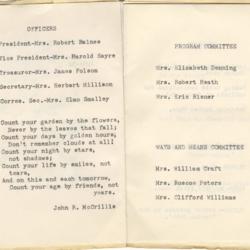 OFFICERS
President-Mrs. Robert Haines
Vice President-Mrs. Harold Sayre
Treasurer-Mrs. James Folsom
Secretary-Mrs. Herbert Millison
Corres. Sec.-Mrs. Elmo Smalley
Count your garden by the flowers,
Never by the leaves that fall;
Count your days by golden hours,
Don't remember clouds at all;
Count your night by stars,
not shadows;
Count your life by smiles, not
tears,
And on this and each tomorrow,
Count your age by friends, not
years.
John R. McCrillis
PROGRAM COMMITTEE
Mrs. Elizabeth Denning
Mrs. Robert Heath
Mrs. Eric Riener
WAYS AND MEANS COMMITTEE
Mrs. William Craft
Mrs. Roscoe Peters
Mrs. Clifford Williams